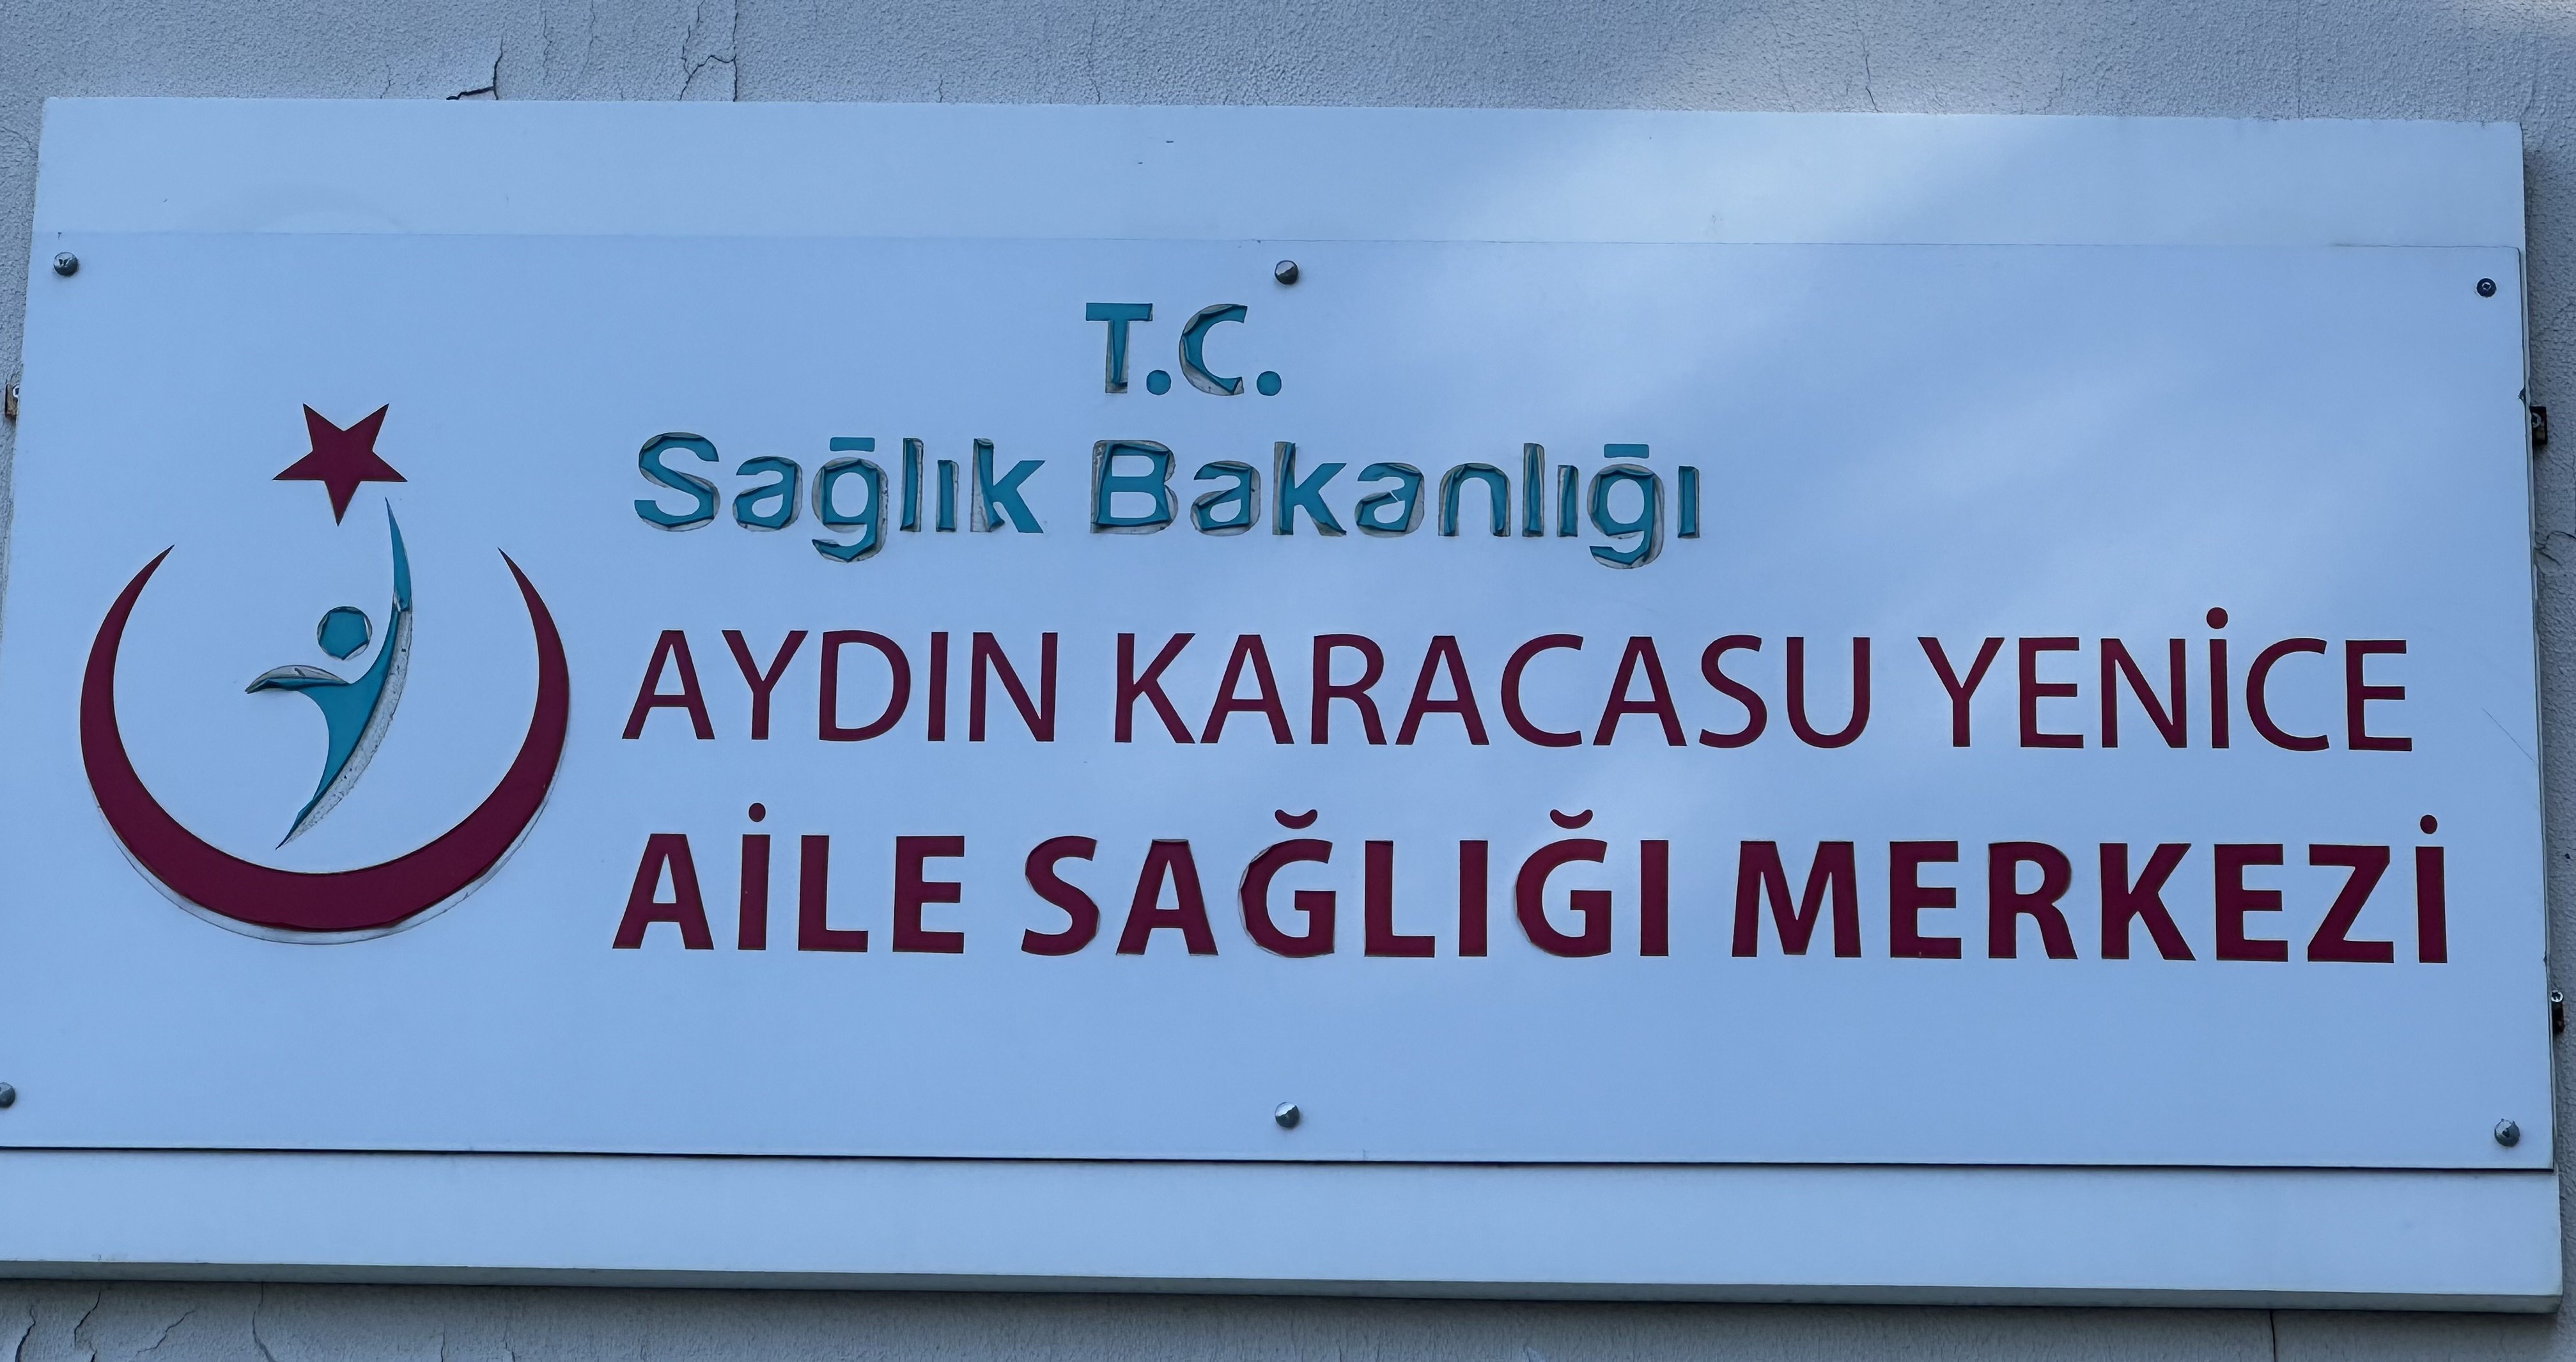 T.C.
Sağlık Bakanlığı
AYDIN KARACASU YENİCE
AİLE SAĞLIĞI MERKEZİ